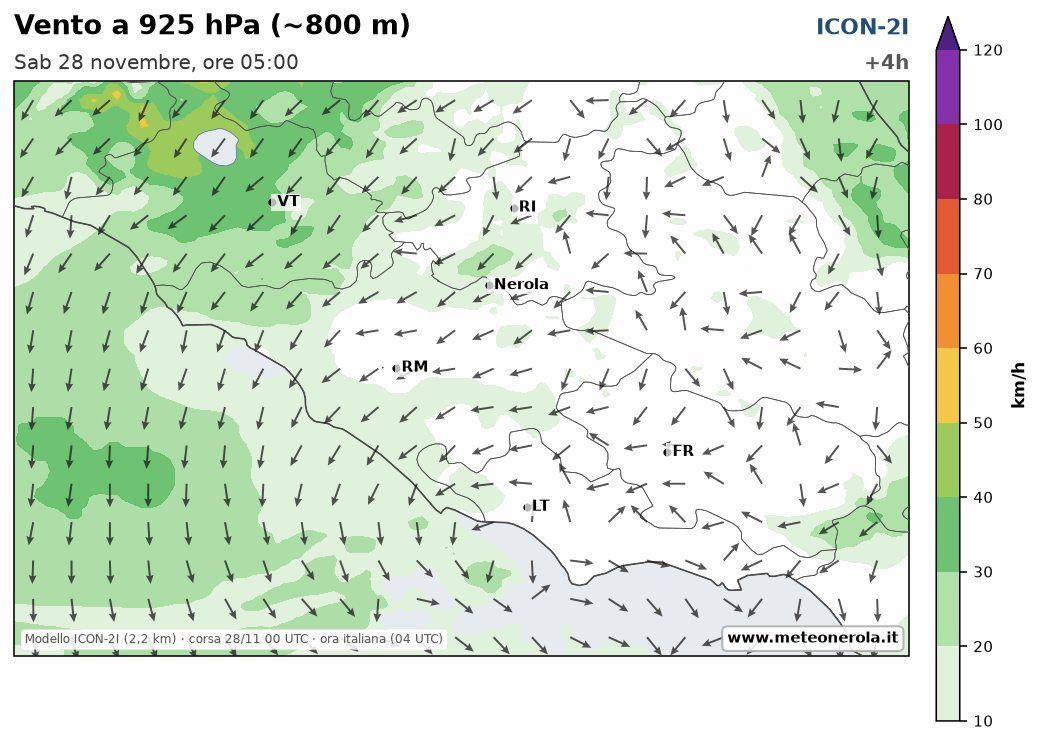 Vento a 925 hPa (~800 m)
ICON-2I
Sab 28 novembre, ore 05:00
+4h
VT
RI
Nerola
RM
FR
LT
120
100
80
70
60
50
40
30
20
10
km/h
Modello ICON-2I (2,2 km) · corsa 28/11 00 UTC · ora italiana (04 UTC)
www.meteonerola.it